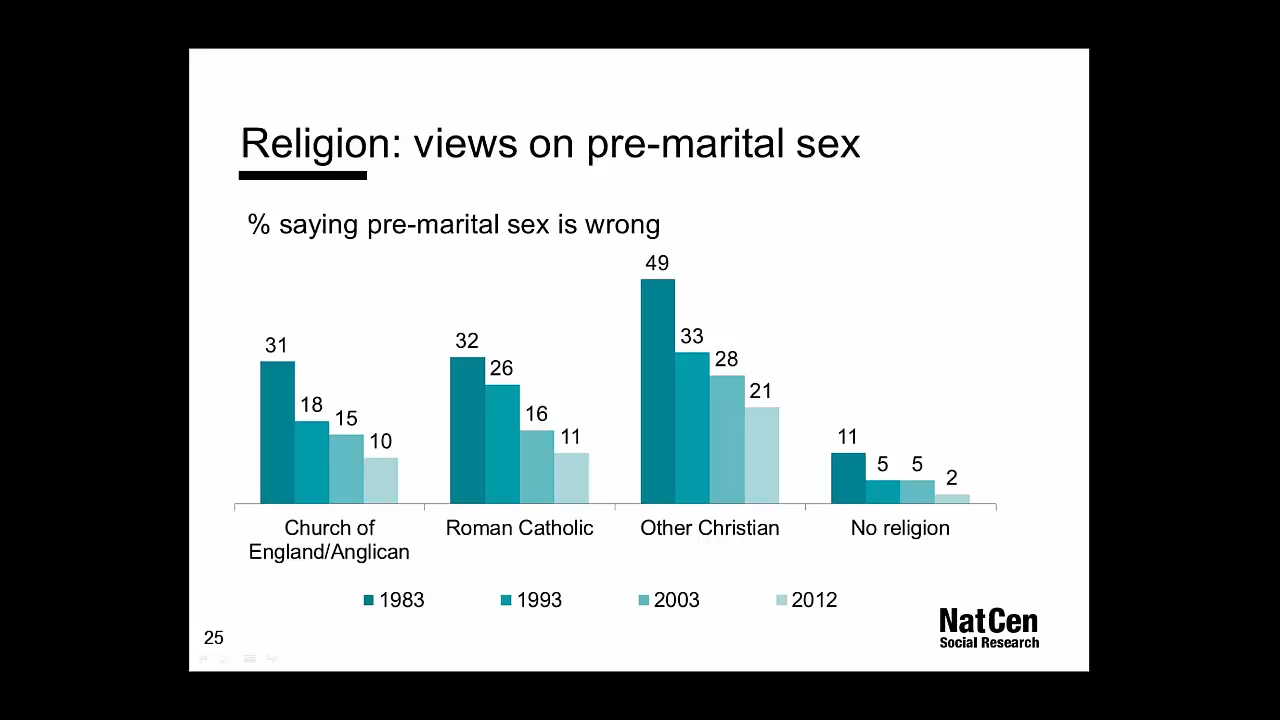 Religion: views on pre-marital sex
% saying pre-marital sex is wrong
31
18
15
10
32
26
16
11
49
33
28
21
11
5
5
2
Church of
England/Anglican
Roman Catholic
Other Christian
No religion
1983
1993
2003
2012
25
NatCen
Social Research